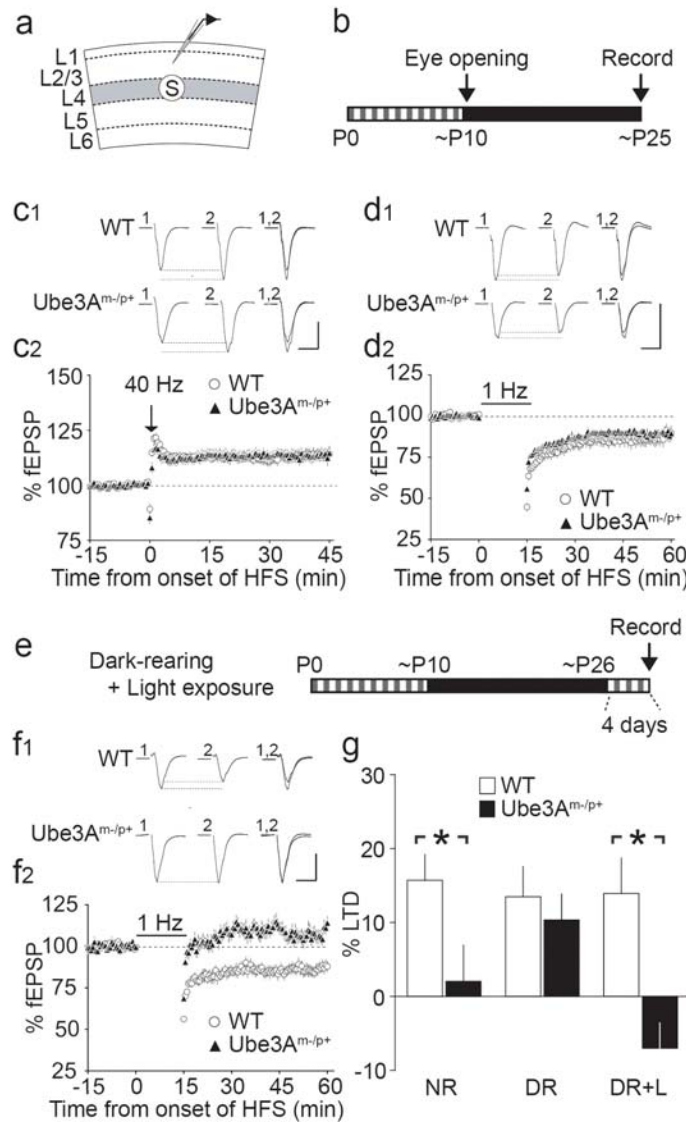 a
L1
L2/3
L4
L5
L6
S
b
Eye opening
Record
P0
~P10
~P25
c1
WT
1
2
1,2
Ube3A^m-/p+
1
2
1,2
c2
% fEPSP
150
125
100
75
40 Hz
WT
Ube3A^m-/p+
-15
0
15
30
45
Time from onset of HFS (min)
d1
WT
1
2
1,2
Ube3A^m-/p+
1
2
1,2
d2
% fEPSP
125
100
75
50
25
1 Hz
WT
Ube3A^m-/p+
-15
0
15
30
45
60
Time from onset of HFS (min)
e
Dark-rearing
+ Light exposure
P0
~P10
~P26
Record
4 days
f1
WT
1
2
1,2
Ube3A^m-/p+
1
2
1,2
f2
% fEPSP
125
100
75
50
25
1 Hz
WT
Ube3A^m-/p+
-15
0
15
30
45
60
Time from onset of HFS (min)
g
% LTD
30
20
10
0
-10
WT
Ube3A^m-/p+
*
*
NR
DR
DR+L